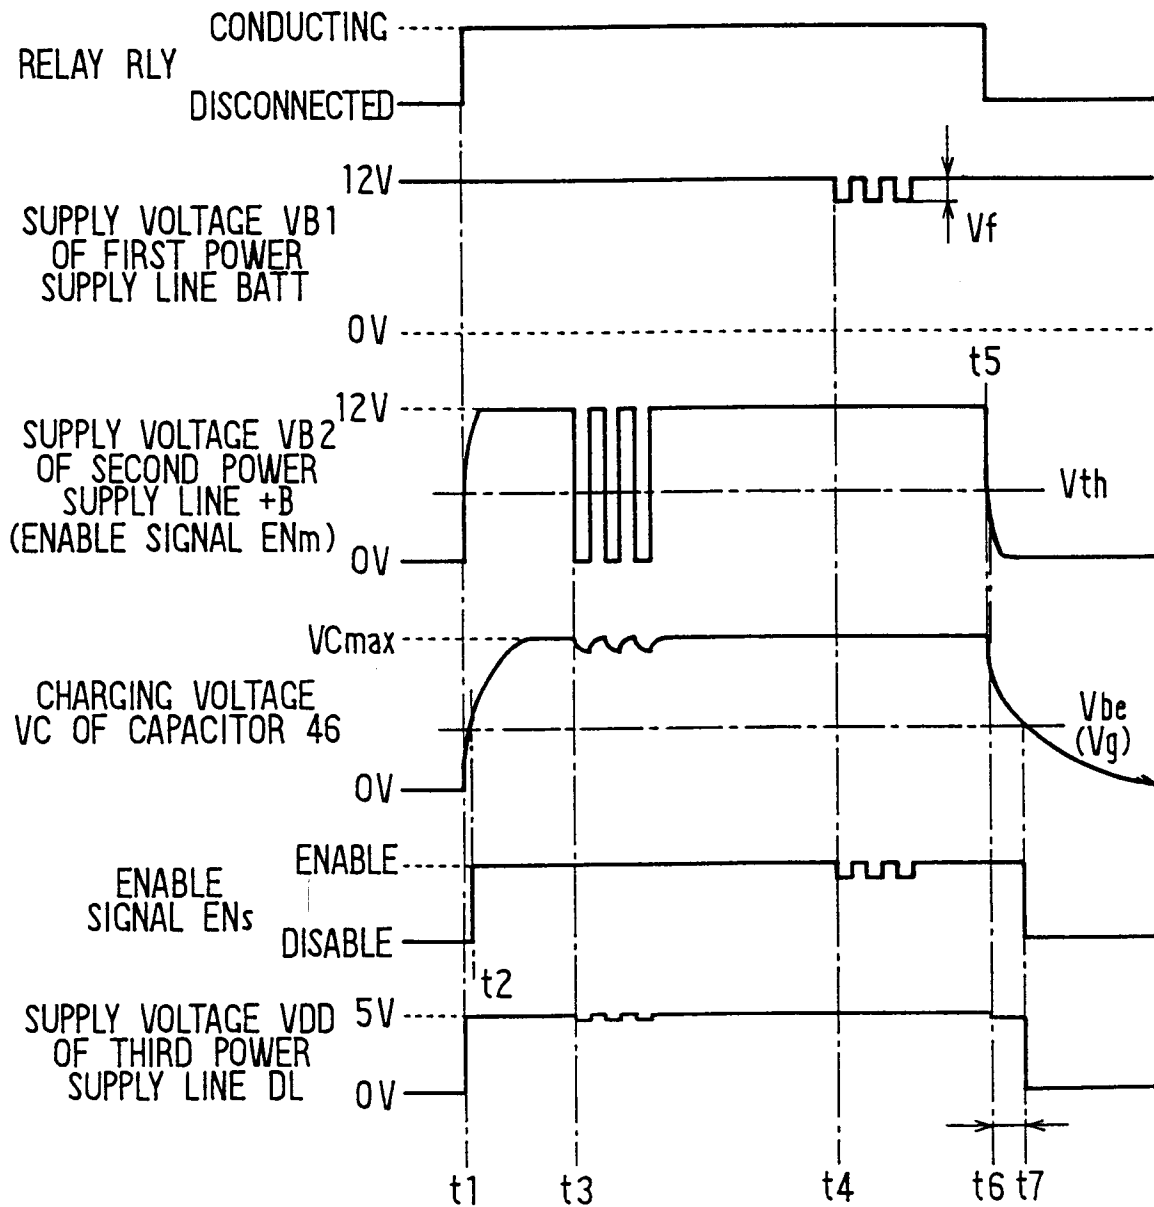 CONDUCTING
RELAY RLY
DISCONNECTED
12V
SUPPLY VOLTAGE VB1
OF FIRST POWER
SUPPLY LINE BATT
Vf
0V
t5
12V
SUPPLY VOLTAGE VB2
OF SECOND POWER
SUPPLY LINE +B
(ENABLE SIGNAL ENm)
Vth
0V
VCmax
CHARGING VOLTAGE
VC OF CAPACITOR 46
Vbe
(Vg)
0V
ENABLE
ENABLE
SIGNAL ENs
DISABLE
t2
SUPPLY VOLTAGE VDD
OF THIRD POWER
SUPPLY LINE DL
5V
0V
t1
t3
t4
t6
t7